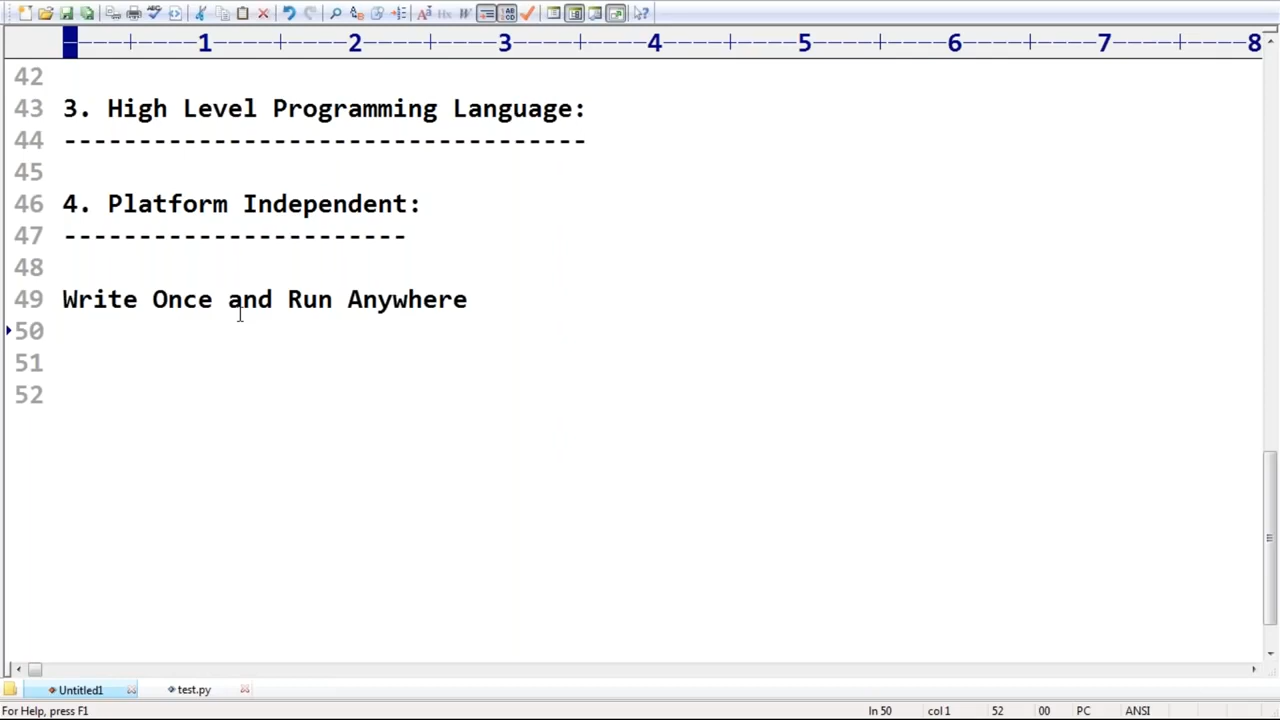 ----+----1----+----2----+----3----+----4----+----5----+----6----+----7----+----8
42
43 3. High Level Programming Language:
44 -----------------------------------
45
46 4. Platform Independent:
47 -----------------------
48
49 Write Once and Run Anywhere
50
51
52
Untitled1 test.py
For Help, press F1 ln 50 col 1 52 00 PC ANSI